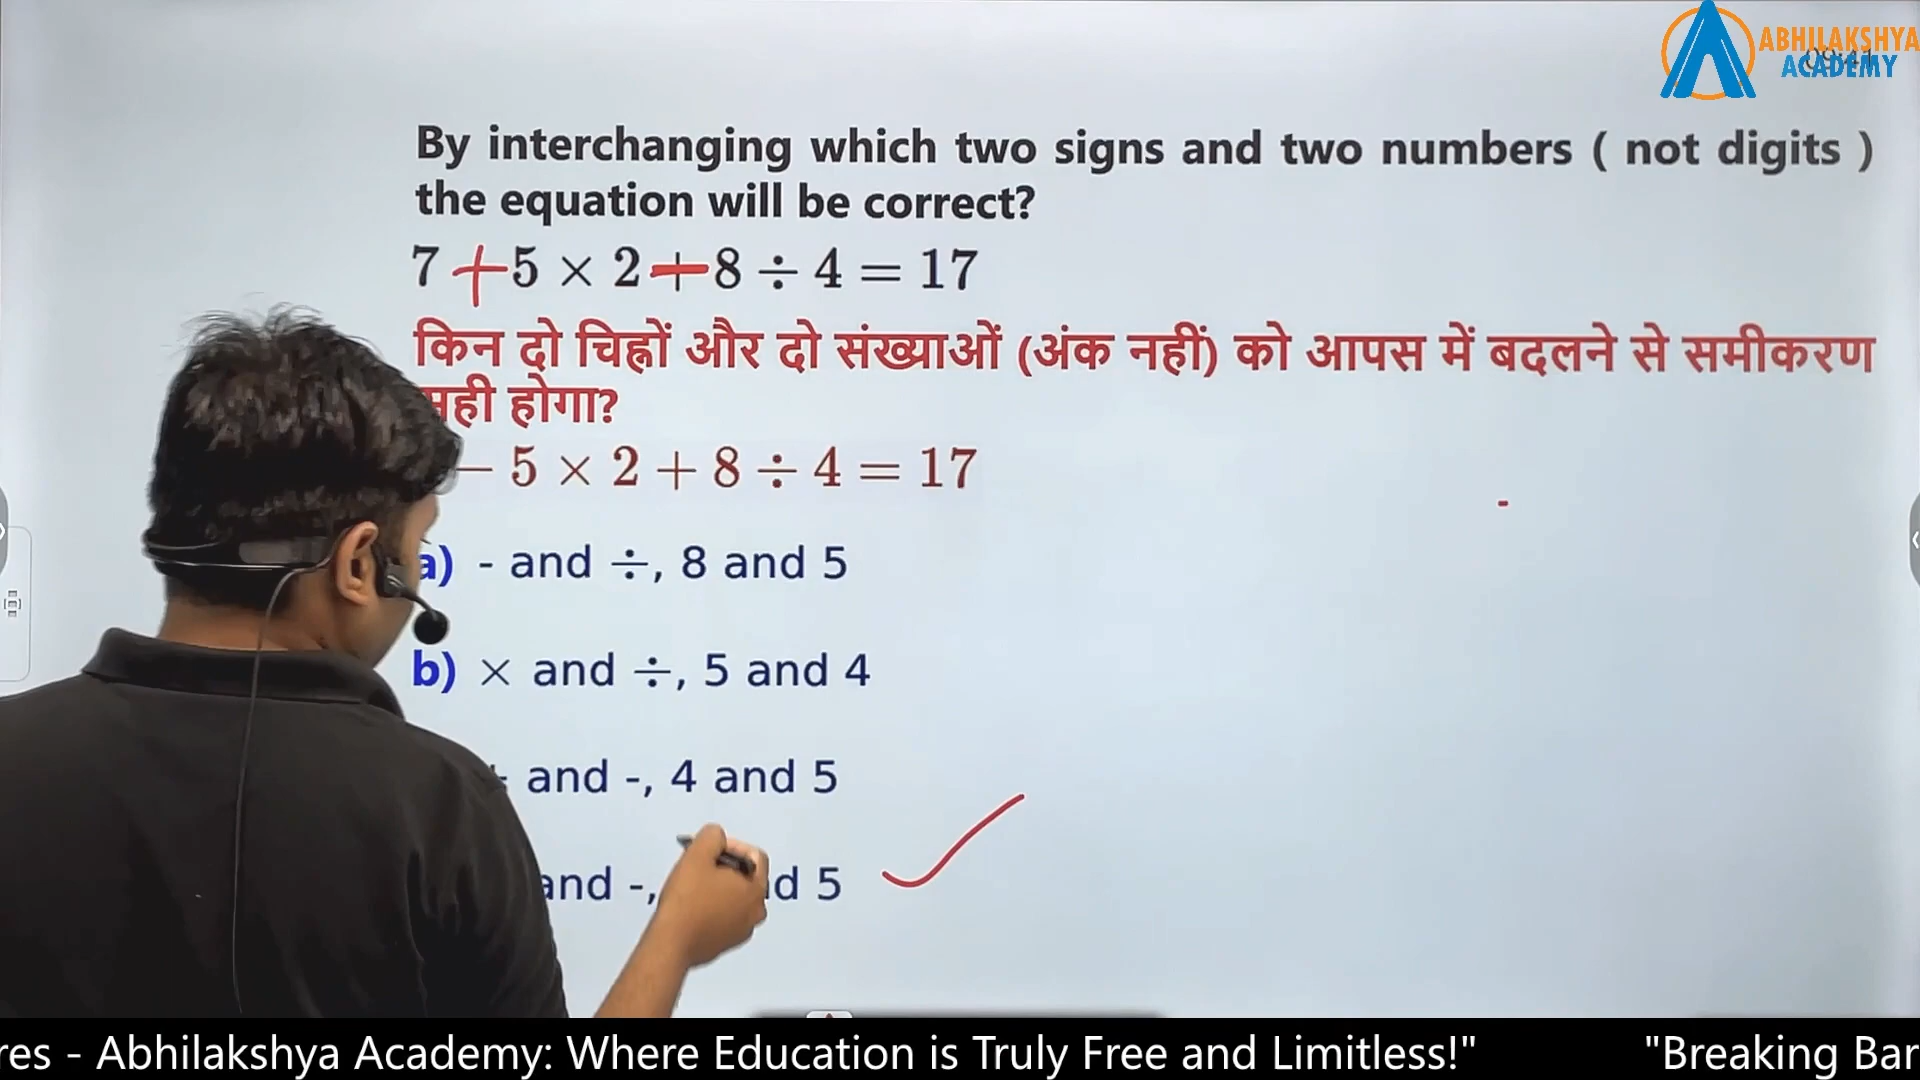 ABHILAKSHYA
ACADEMY
By interchanging which two signs and two numbers ( not digits )
the equation will be correct?
7 + 5 × 2 − 8 ÷ 4 = 17
किन दो चिह्नों और दो संख्याओं (अंक नहीं) को आपस में बदलने से समीकरण
सही होगा?
− 5 × 2 + 8 ÷ 4 = 17
a) - and ÷, 8 and 5
b) × and ÷, 5 and 4
and -, 4 and 5
and -, 5
res - Abhilakshya Academy: Where Education is Truly Free and Limitless!" "Breaking Bar